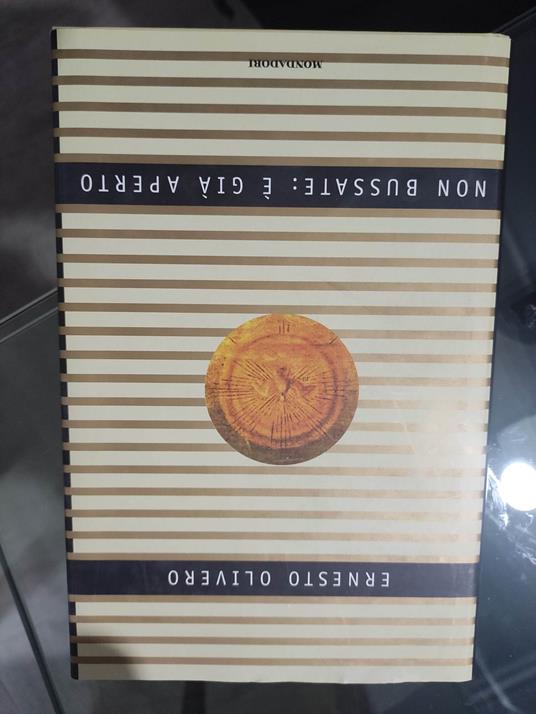 ERNESTO OLIVERO
NON BUSSATE: È GIÀ APERTO
MONDADORI